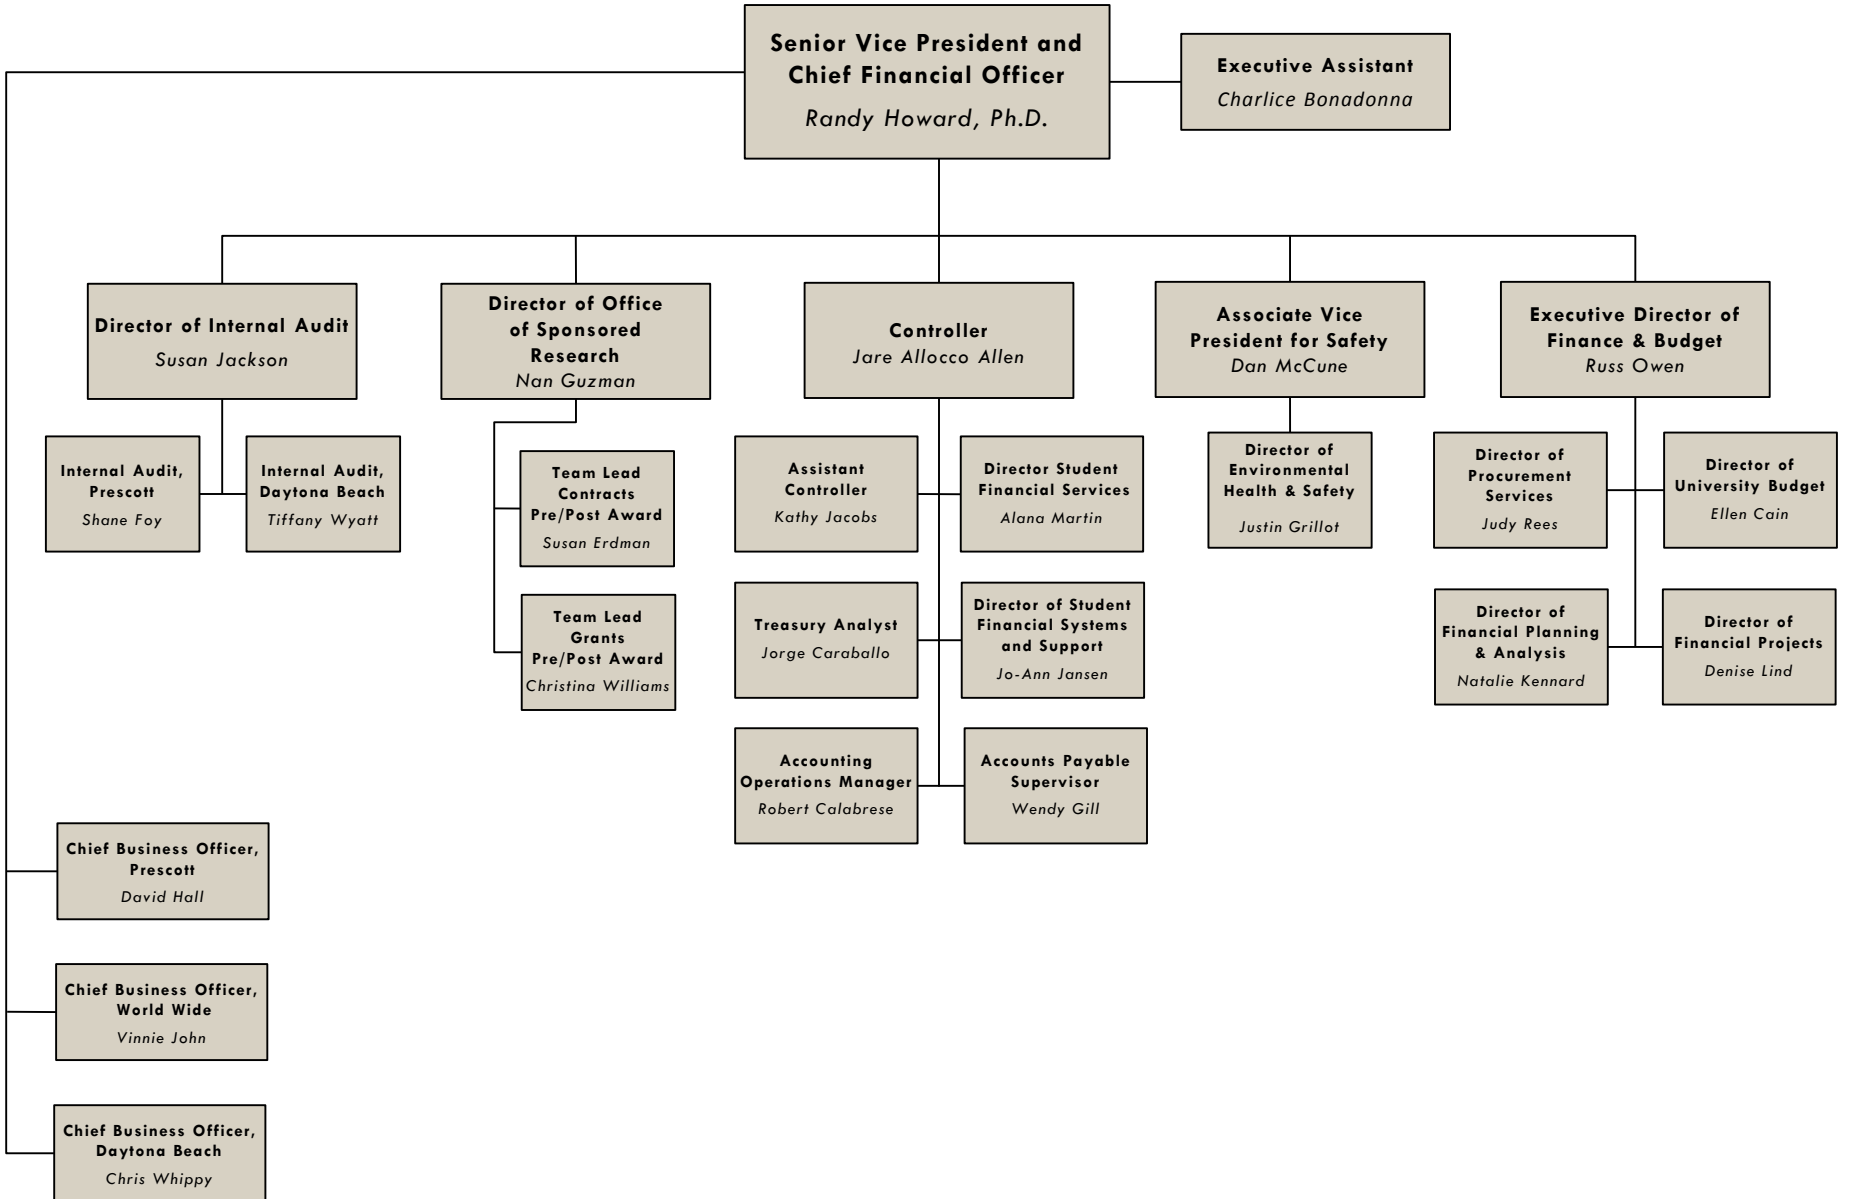 Senior Vice President and
Chief Financial Officer
Randy Howard, Ph.D.
Executive Assistant
Charlice Bonadonna
Director of Internal Audit
Susan Jackson
Director of Office
of Sponsored
Research
Nan Guzman
Controller
Jare Allocco Allen
Associate Vice
President for Safety
Dan McCune
Executive Director of
Finance & Budget
Russ Owen
Internal Audit,
Prescott
Shane Foy
Internal Audit,
Daytona Beach
Tiffany Wyatt
Team Lead
Contracts
Pre/Post Award
Susan Erdman
Team Lead
Grants
Pre/Post Award
Christina Williams
Assistant
Controller
Kathy Jacobs
Director Student
Financial Services
Alana Martin
Treasury Analyst
Jorge Caraballo
Director of Student
Financial Systems
and Support
Jo-Ann Jansen
Accounting
Operations Manager
Robert Calabrese
Accounts Payable
Supervisor
Wendy Gill
Director of
Environmental
Health & Safety
Justin Grillot
Director of
Procurement
Services
Judy Rees
Director of
University Budget
Ellen Cain
Director of
Financial Planning
& Analysis
Natalie Kennard
Director of
Financial Projects
Denise Lind
Chief Business Officer,
Prescott
David Hall
Chief Business Officer,
World Wide
Vinnie John
Chief Business Officer,
Daytona Beach
Chris Whippy